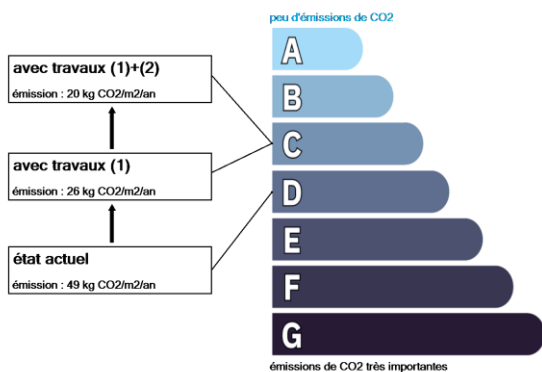 peu d'émissions de CO2
avec travaux (1)+(2)
émission : 20 kg CO2/m2/an
avec travaux (1)
émission : 26 kg CO2/m2/an
état actuel
émission : 49 kg CO2/m2/an
A
B
C
D
E
F
G
émissions de CO2 très importantes